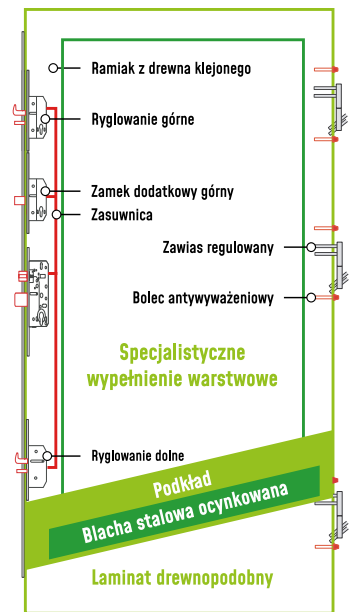 Ramiak z drewna klejonego
Ryglowanie górne
Zamek dodatkowy górny
Zasuwnica
Zawias regulowany
Bolec antywyważeniowy
Specjalistyczne
wypełnienie warstwowe
Ryglowanie dolne
Podkład
Blacha stalowa ocynkowana
Laminat drewnopodobny